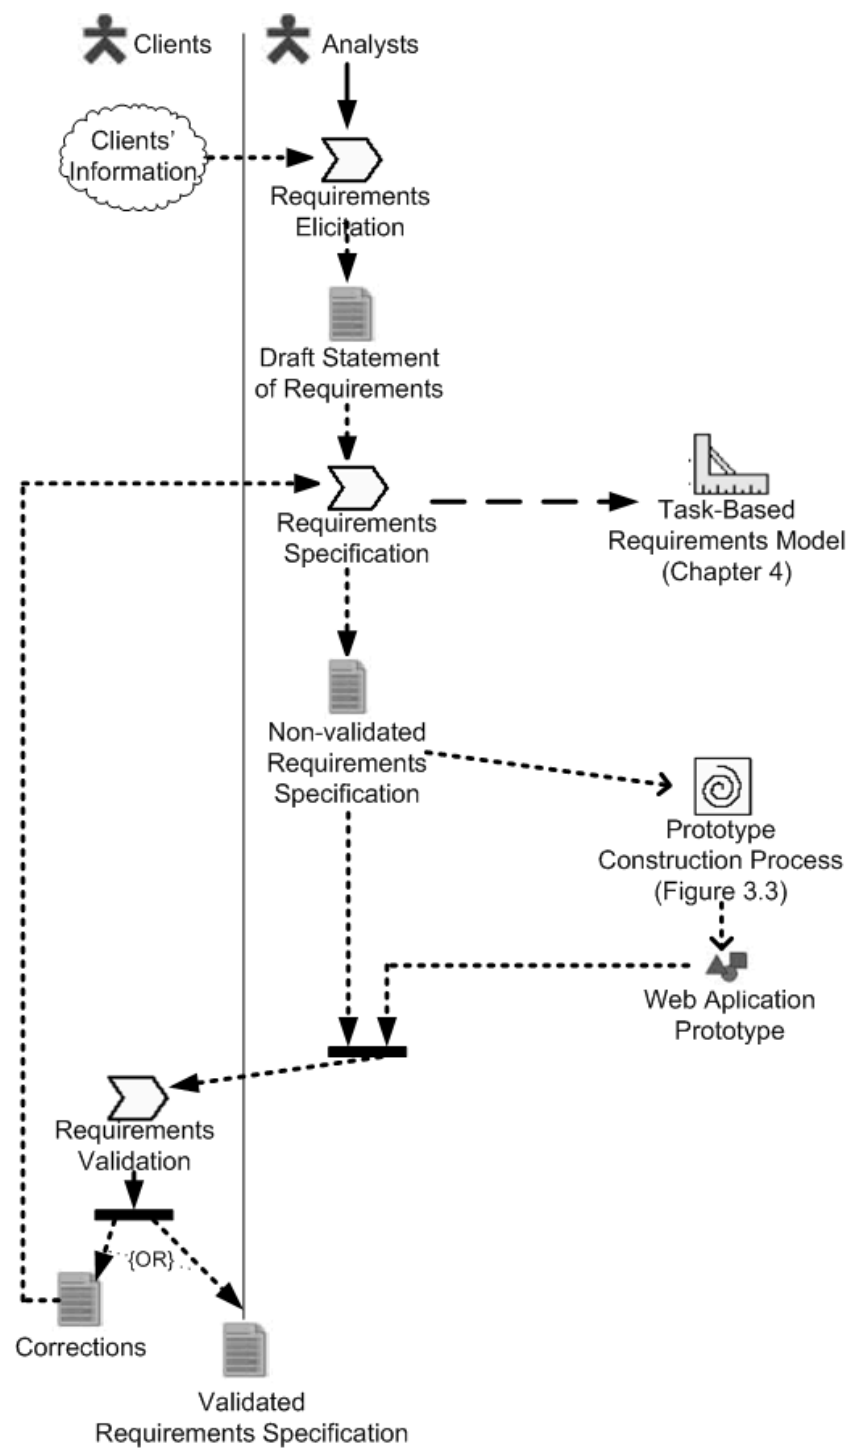 Clients
Analysts
Clients'
Information
Requirements
Elicitation
Draft Statement
of Requirements
Requirements
Specification
Task-Based
Requirements Model
(Chapter 4)
Non-validated
Requirements
Specification
Prototype
Construction Process
(Figure 3.3)
Web Aplication
Prototype
Requirements
Validation
{OR}
Corrections
Validated
Requirements Specification